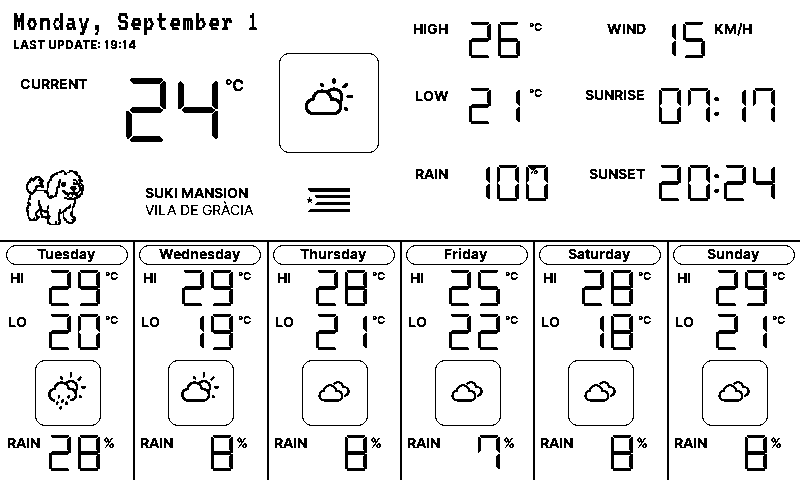 Monday, September 1
LAST UPDATE: 19:14
CURRENT 24 °C
HIGH 26 °C
WIND 15 KM/H
LOW 21 °C
SUNRISE 07:17
RAIN 100 %
SUNSET 20:24
SUKI MANSION
VILA DE GRÀCIA
Tuesday
HI 29 °C
LO 20 °C
RAIN 28 %
Wednesday
HI 29 °C
LO 19 °C
RAIN 8 %
Thursday
HI 28 °C
LO 21 °C
RAIN 8 %
Friday
HI 25 °C
LO 22 °C
RAIN 7 %
Saturday
HI 28 °C
LO 18 °C
RAIN 8 %
Sunday
HI 29 °C
LO 21 °C
RAIN 8 %